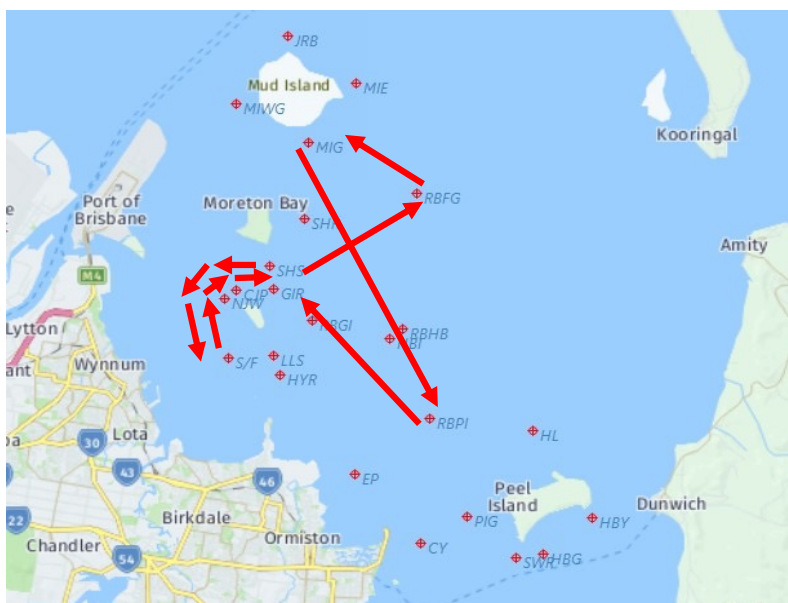 JRB
Mud Island
MIE
MIWG
Kooringal
MIG
Port of
Brisbane
Moreton Bay
RBFG
Amity
SHS
M4
CJP
GIR
NJW
Lytton
RBHB
S/F
LLS
Wynnum
HYR
RBPI
HL
Lota
30
43
46
EP
Peel
Island
Dunwich
22
Birkdale
PIG
HBY
Chandler
Ormiston
CY
54
SWR
HBG